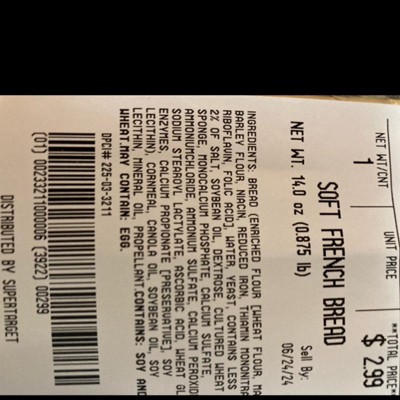 NET WT/CNT UNIT PRICE **TOTAL PRICE**
1 $ 2.99
SOFT FRENCH BREAD
NET WT. 14.0 oz (0.875 lb) Sell By:
06/24/24
INGREDIENTS: BREAD (ENRICHED FLOUR [WHEAT FLOUR, MA
BARLEY FLOUR, NIACIN, REDUCED IRON, THIAMIN MONONITRA
RIBOFLAVIN, FOLIC ACID], WATER, YEAST, CONTAINS LESS
2% OF SALT, SOYBEAN OIL, DEXTROSE, CULTURED WHEAT
SPONGE, MONOCALCIUM PHOSPHATE, CALCIUM SULFATE,
AMMONIUMCHLORIDE, AMMONIUM SULFATE, CALCIUM PEROXID
SODIUM STEAROYL LACTYLATE, ASCORBIC ACID, WHEAT GL
ENZYMES, CALCIUM PROPIONATE [PRESERVATIVE], SOY
LECITHIN), CORNMEAL, CANOLA OIL, SOYBEAN OIL, SOY
LECITHIN, MINERAL OIL, PROPELLANT.CONTAINS: SOY AND
WHEAT.MAY CONTAIN: EGG.
DPCI# 225-03-3211
(01) 00233211000006 (3922) 00299
DISTRIBUTED BY SUPERTARGET